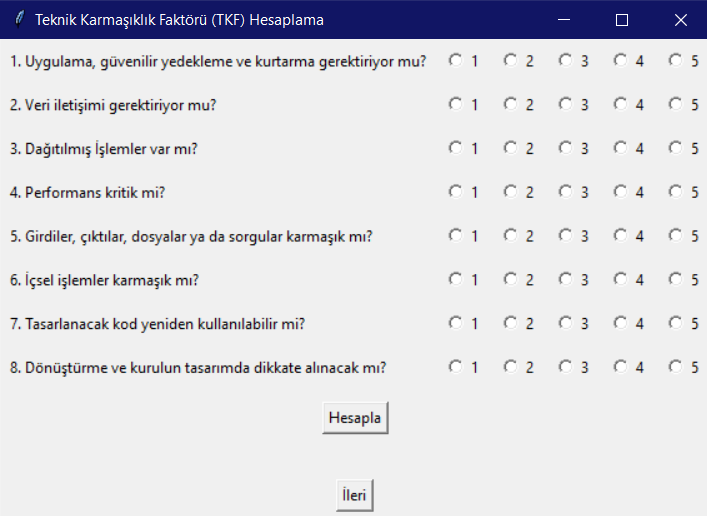 Teknik Karmaşıklık Faktörü (TKF) Hesaplama
1. Uygulama, güvenilir yedekleme ve kurtarma gerektiriyor mu? 1 2 3 4 5
2. Veri iletişimi gerektiriyor mu? 1 2 3 4 5
3. Dağıtılmış İşlemler var mı? 1 2 3 4 5
4. Performans kritik mi? 1 2 3 4 5
5. Girdiler, çıktılar, dosyalar ya da sorgular karmaşık mı? 1 2 3 4 5
6. İçsel işlemler karmaşık mı? 1 2 3 4 5
7. Tasarlanacak kod yeniden kullanılabilir mi? 1 2 3 4 5
8. Dönüştürme ve kurulun tasarımda dikkate alınacak mı? 1 2 3 4 5
Hesapla
İleri